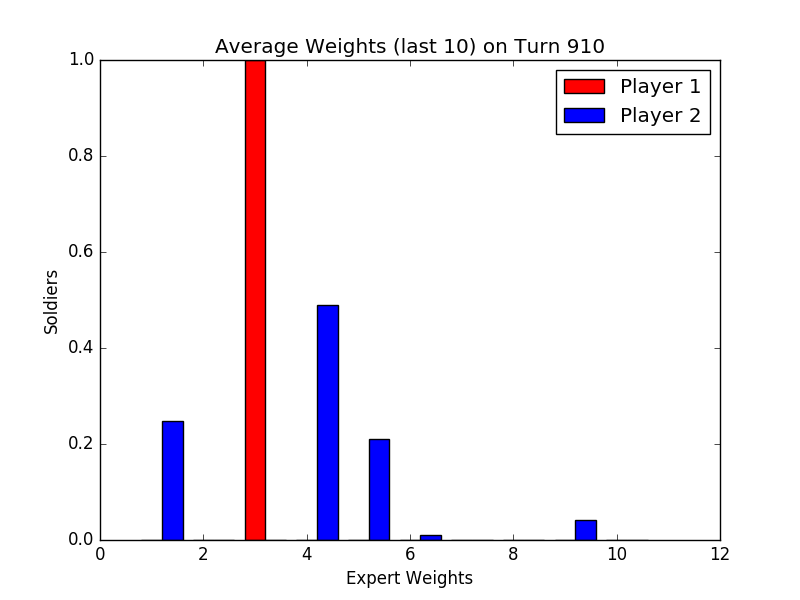 Average Weights (last 10) on Turn 910
1.0
Player 1
Player 2
0.8
0.6
Soldiers
0.4
0.2
0.0
0 2 4 6 8 10 12
Expert Weights